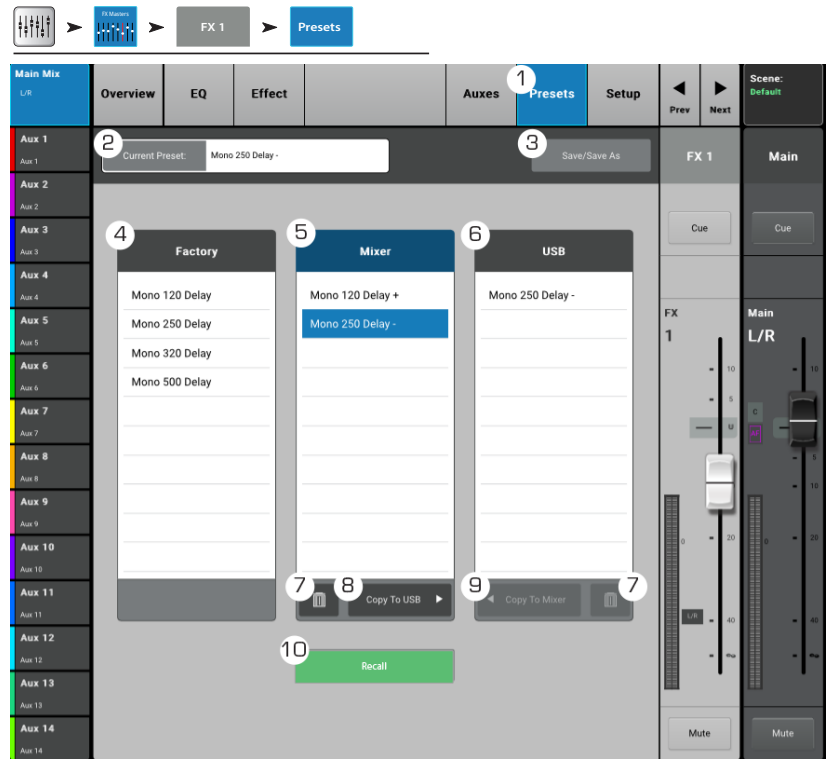 FX Masters
FX 1
Presets
Main Mix
L/R
Overview
EQ
Effect
Auxes
1
Presets
Setup
Prev
Next
Scene:
Default
Aux 1
Aux 1
Aux 2
Aux 2
Aux 3
Aux 3
Aux 4
Aux 4
Aux 5
Aux 5
Aux 6
Aux 6
Aux 7
Aux 7
Aux 8
Aux 8
Aux 9
Aux 9
Aux 10
Aux 10
Aux 11
Aux 11
Aux 12
Aux 12
Aux 13
Aux 13
Aux 14
Aux 14
2
Current Preset:
Mono 250 Delay -
3
Save/Save As
4
Factory
Mono 120 Delay
Mono 250 Delay
Mono 320 Delay
Mono 500 Delay
5
Mixer
Mono 120 Delay +
Mono 250 Delay -
7
8
Copy To USB
6
USB
Mono 250 Delay -
9
Copy To Mixer
7
10
Recall
FX 1
Cue
FX
1
10
5
U
0
20
L/R
40
∞
Mute
Main
Cue
Main
L/R
10
C
5
10
0
20
40
∞
Mute